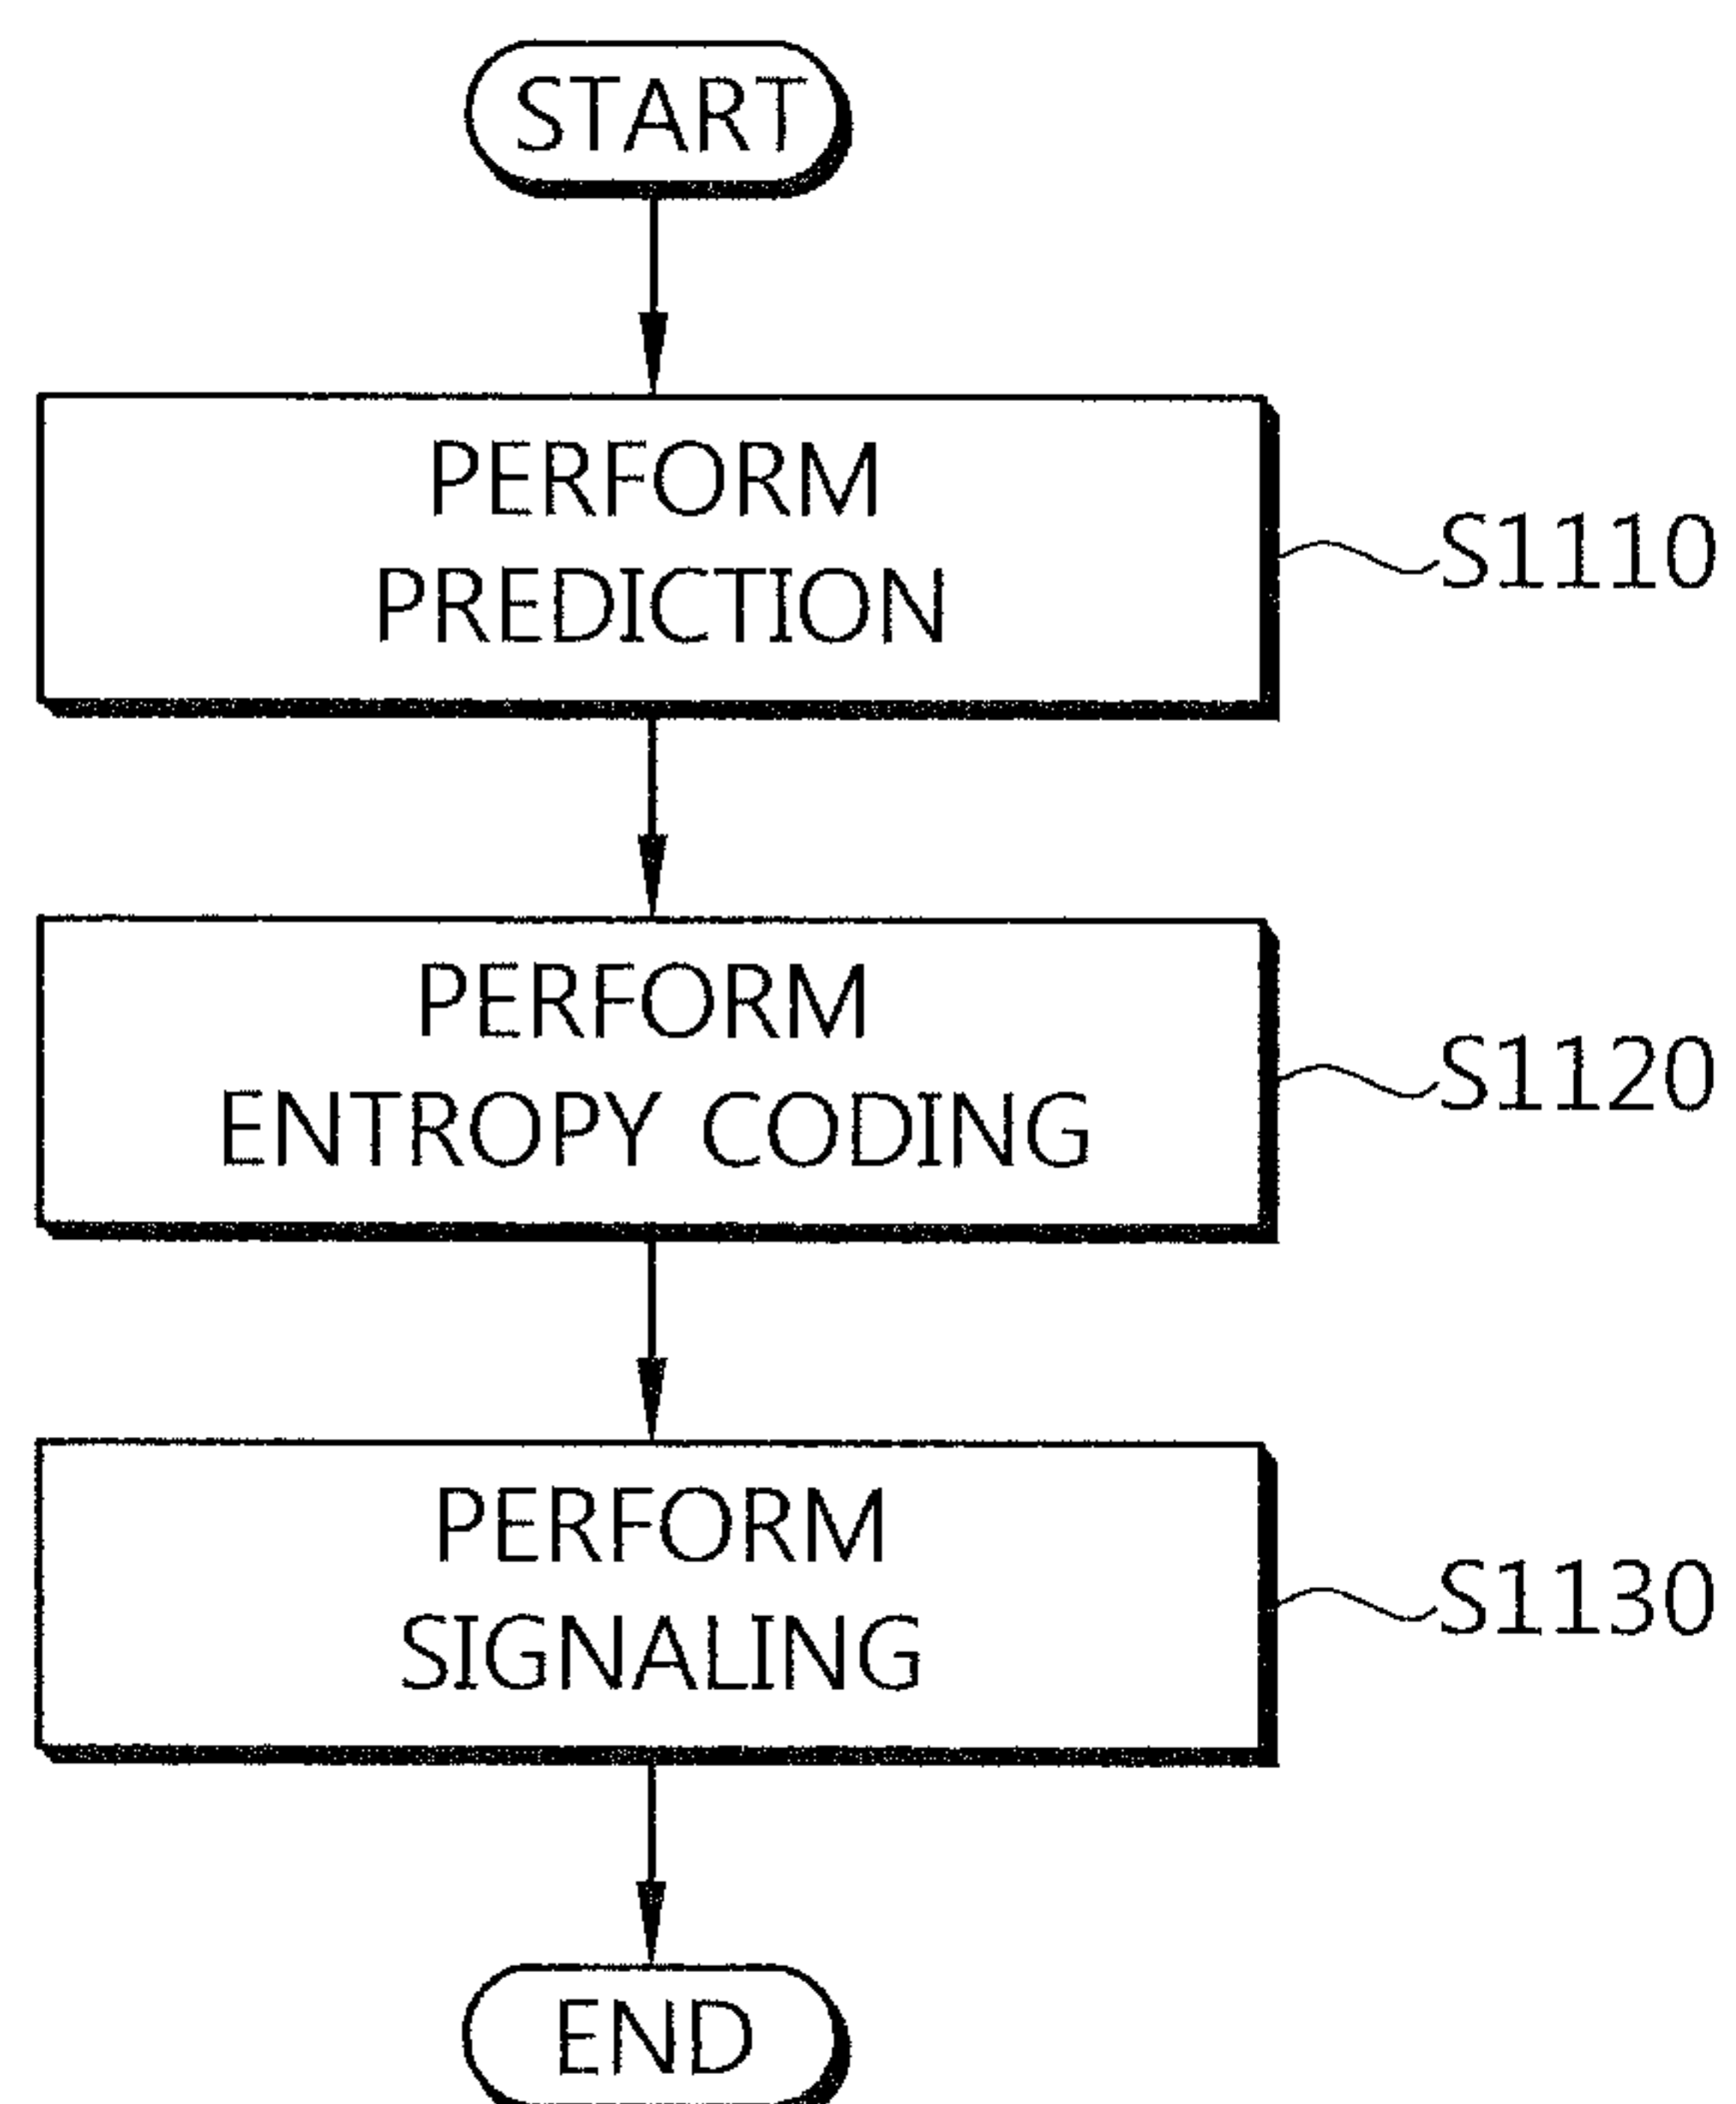 START
PERFORM
PREDICTION
S1110
PERFORM
ENTROPY CODING
S1120
PERFORM
SIGNALING
S1130
END